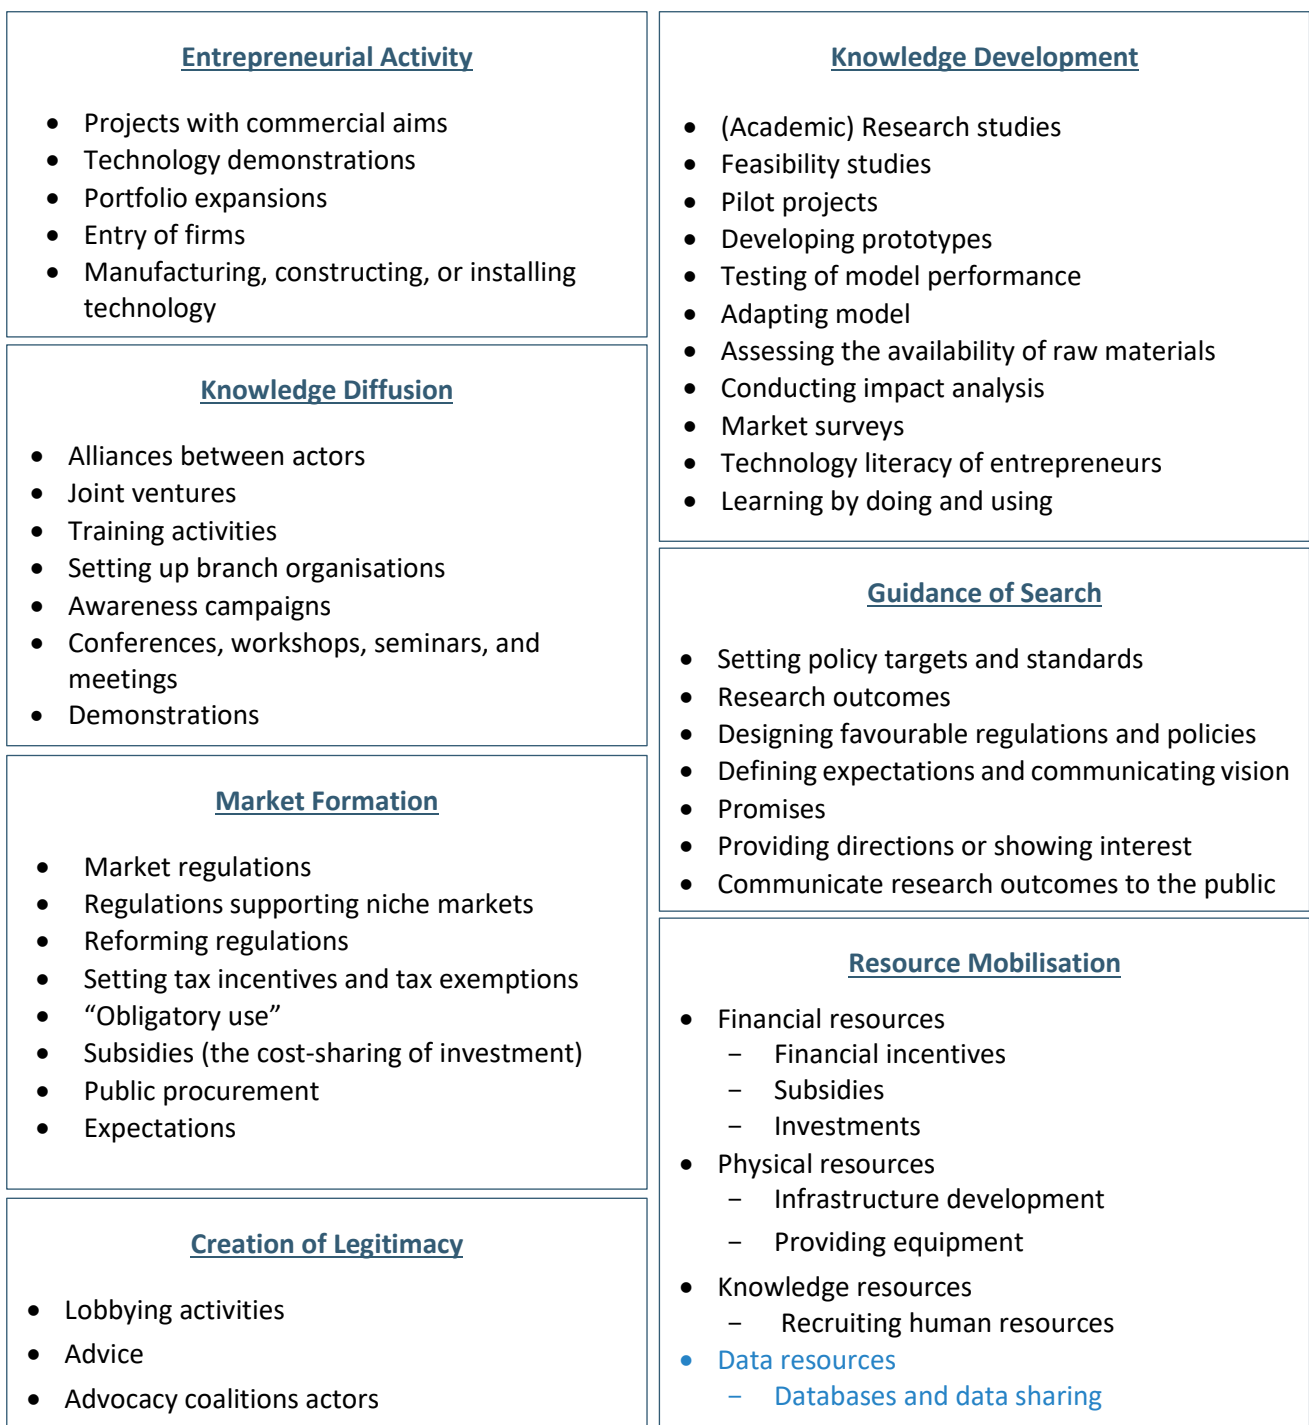 Entrepreneurial Activity
• Projects with commercial aims
• Technology demonstrations
• Portfolio expansions
• Entry of firms
• Manufacturing, constructing, or installing
technology
Knowledge Diffusion
• Alliances between actors
• Joint ventures
• Training activities
• Setting up branch organisations
• Awareness campaigns
• Conferences, workshops, seminars, and
meetings
• Demonstrations
Market Formation
• Market regulations
• Regulations supporting niche markets
• Reforming regulations
• Setting tax incentives and tax exemptions
• “Obligatory use”
• Subsidies (the cost-sharing of investment)
• Public procurement
• Expectations
Creation of Legitimacy
• Lobbying activities
• Advice
• Advocacy coalitions actors
Knowledge Development
• (Academic) Research studies
• Feasibility studies
• Pilot projects
• Developing prototypes
• Testing of model performance
• Adapting model
• Assessing the availability of raw materials
• Conducting impact analysis
• Market surveys
• Technology literacy of entrepreneurs
• Learning by doing and using
Guidance of Search
• Setting policy targets and standards
• Research outcomes
• Designing favourable regulations and policies
• Defining expectations and communicating vision
• Promises
• Providing directions or showing interest
• Communicate research outcomes to the public
Resource Mobilisation
• Financial resources
− Financial incentives
− Subsidies
− Investments
• Physical resources
− Infrastructure development
− Providing equipment
• Knowledge resources
− Recruiting human resources
• Data resources
− Databases and data sharing